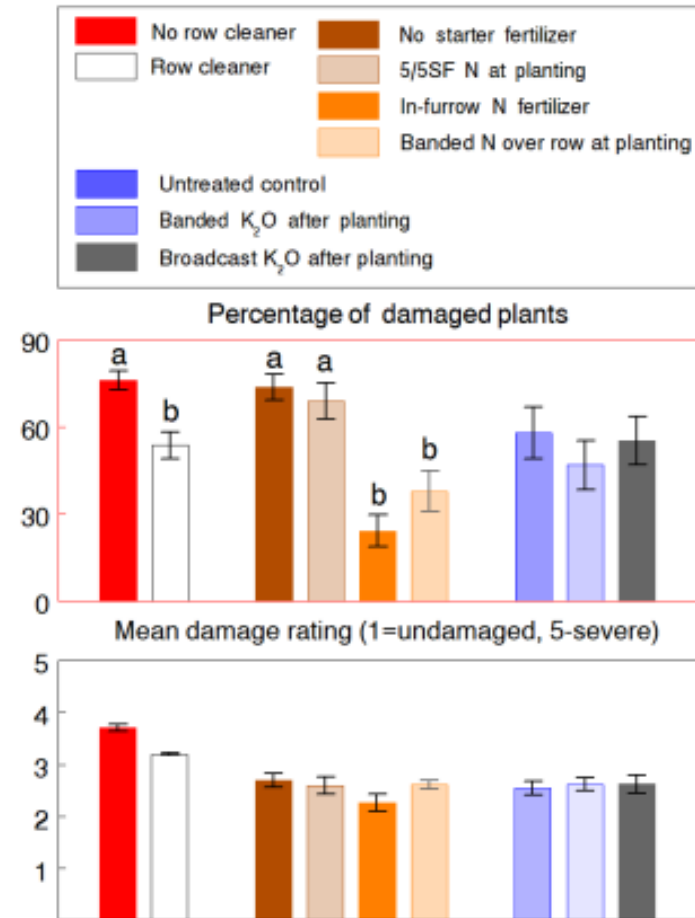 No row cleaner
Row cleaner
No starter fertilizer
5/5SF N at planting
In-furrow N fertilizer
Banded N over row at planting
Untreated control
Banded K₂O after planting
Broadcast K₂O after planting
Percentage of damaged plants
90
60
30
0
a
b
a
a
b
b
Mean damage rating (1=undamaged, 5-severe)
5
4
3
2
1